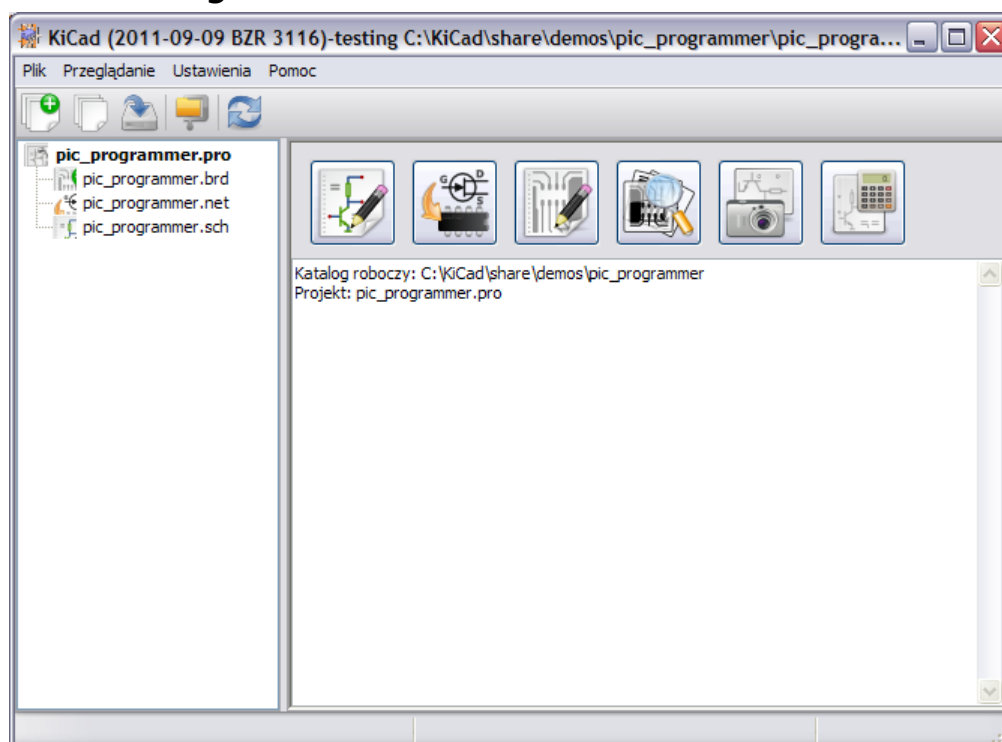 KiCad (2011-09-09 BZR 3116)-testing C:\KiCad\share\demos\pic_programmer\pic_progra...
Plik Przeglądanie Ustawienia Pomoc
pic_programmer.pro
pic_programmer.brd
pic_programmer.net
pic_programmer.sch
G D
S
Katalog roboczy: C:\KiCad\share\demos\pic_programmer
Projekt: pic_programmer.pro